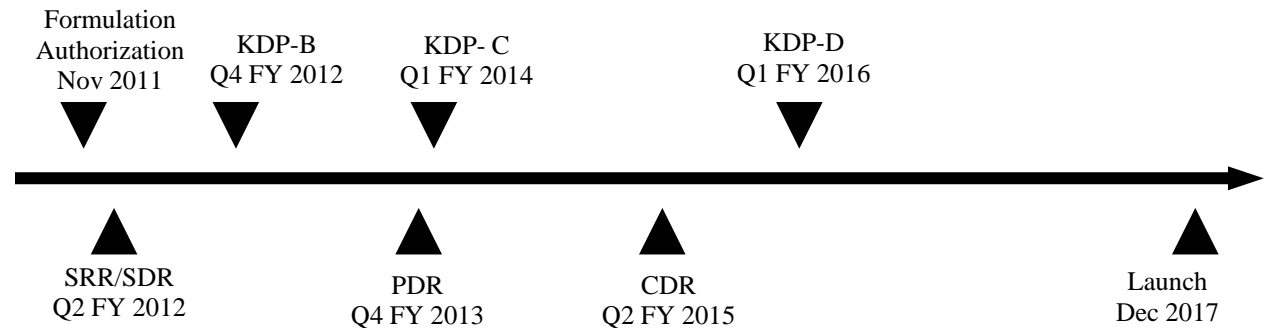 Formulation
Authorization
Nov 2011
KDP-B
Q4 FY 2012
KDP- C
Q1 FY 2014
KDP-D
Q1 FY 2016
SRR/SDR
Q2 FY 2012
PDR
Q4 FY 2013
CDR
Q2 FY 2015
Launch
Dec 2017